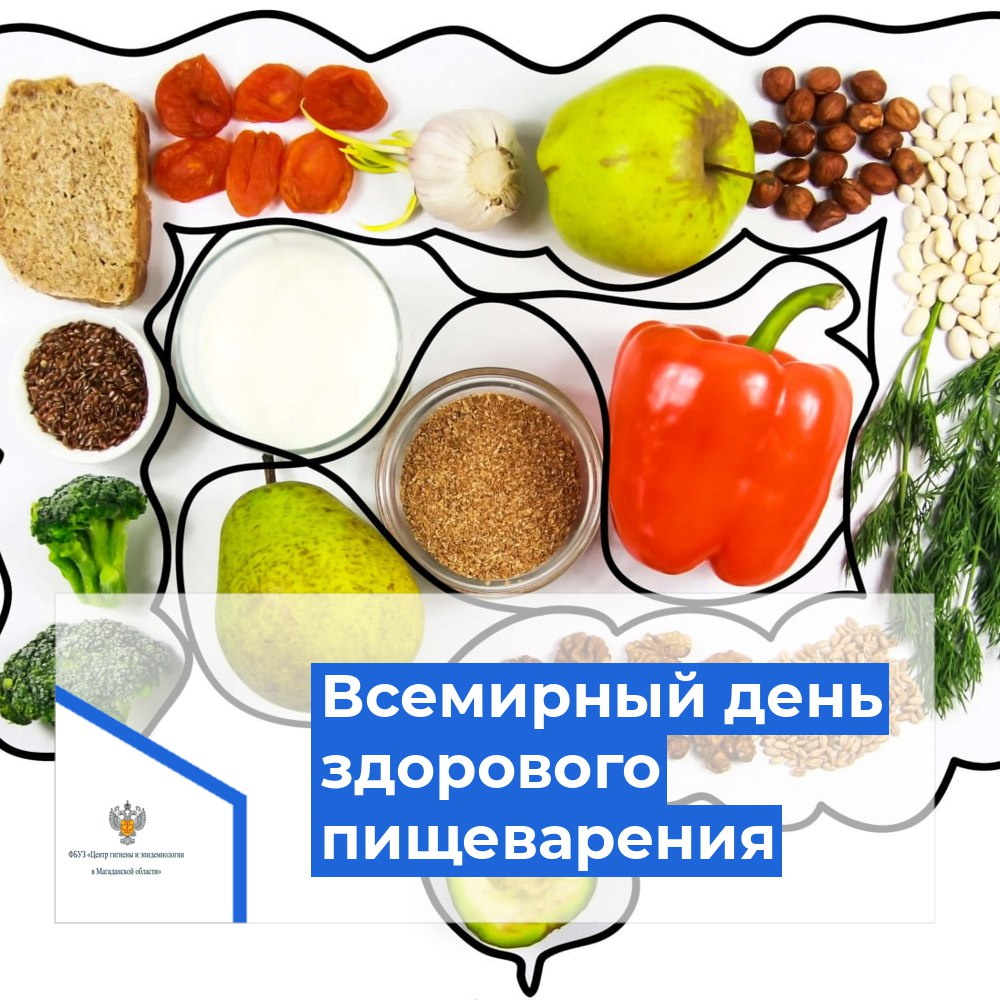 Всемирный день
здорового
пищеварения
ФБУЗ «Центр гигиены и эпидемиологии
в Магаданской области»